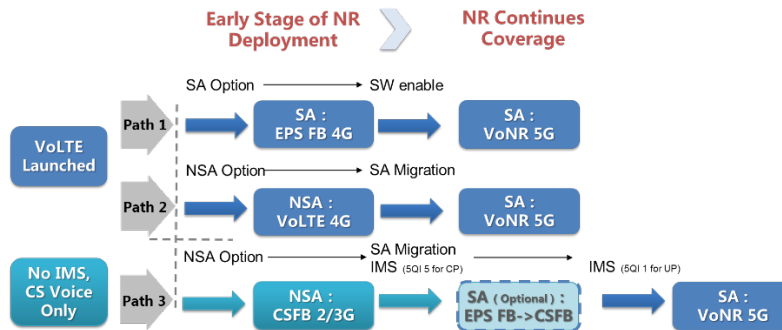 Early Stage of NR
Deployment
NR Continues
Coverage
SA Option
SW enable
VoLTE
Launched
Path 1
SA :
EPS FB 4G
SA :
VoNR 5G
NSA Option
SA Migration
Path 2
NSA :
VoLTE 4G
SA :
VoNR 5G
NSA Option
SA Migration
IMS (5QI 5 for CP)
IMS (5QI 1 for UP)
No IMS,
CS Voice
Only
Path 3
NSA :
CSFB 2/3G
SA (Optional) :
EPS FB->CSFB
SA :
VoNR 5G